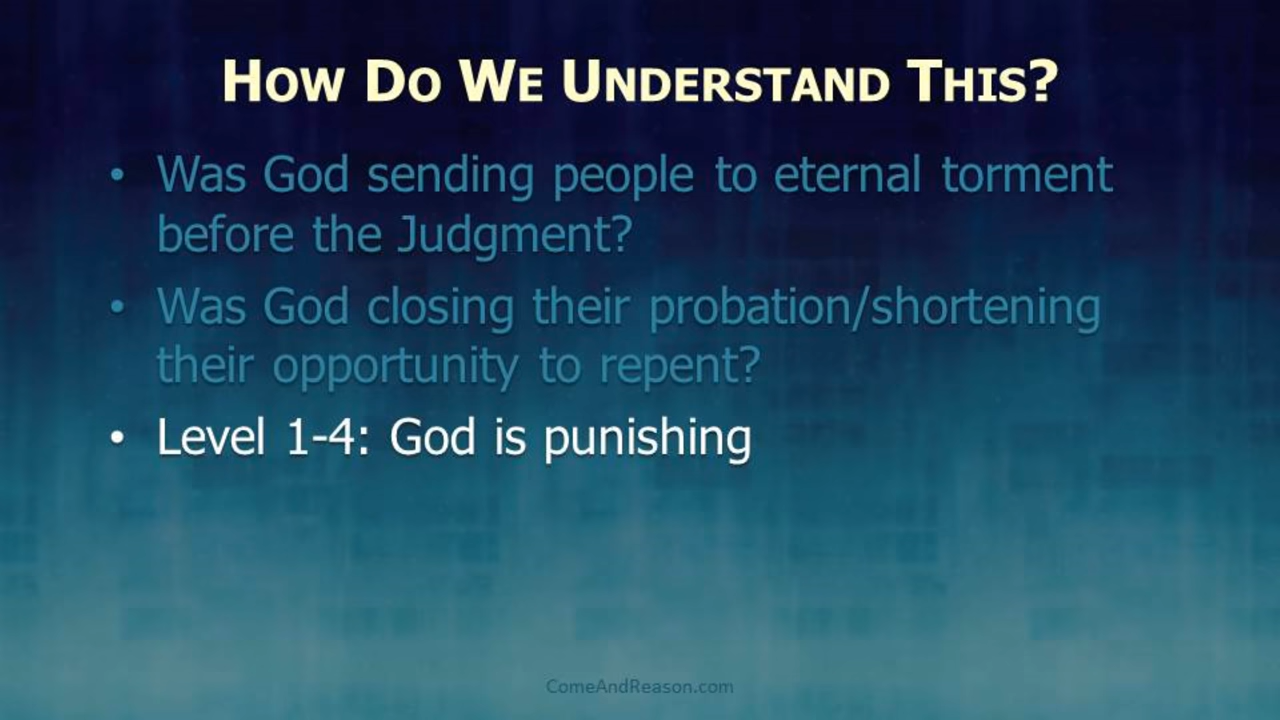 How Do We Understand This?
• Was God sending people to eternal torment
before the Judgment?
• Was God closing their probation/shortening
their opportunity to repent?
• Level 1-4: God is punishing
ComeAndReason.com